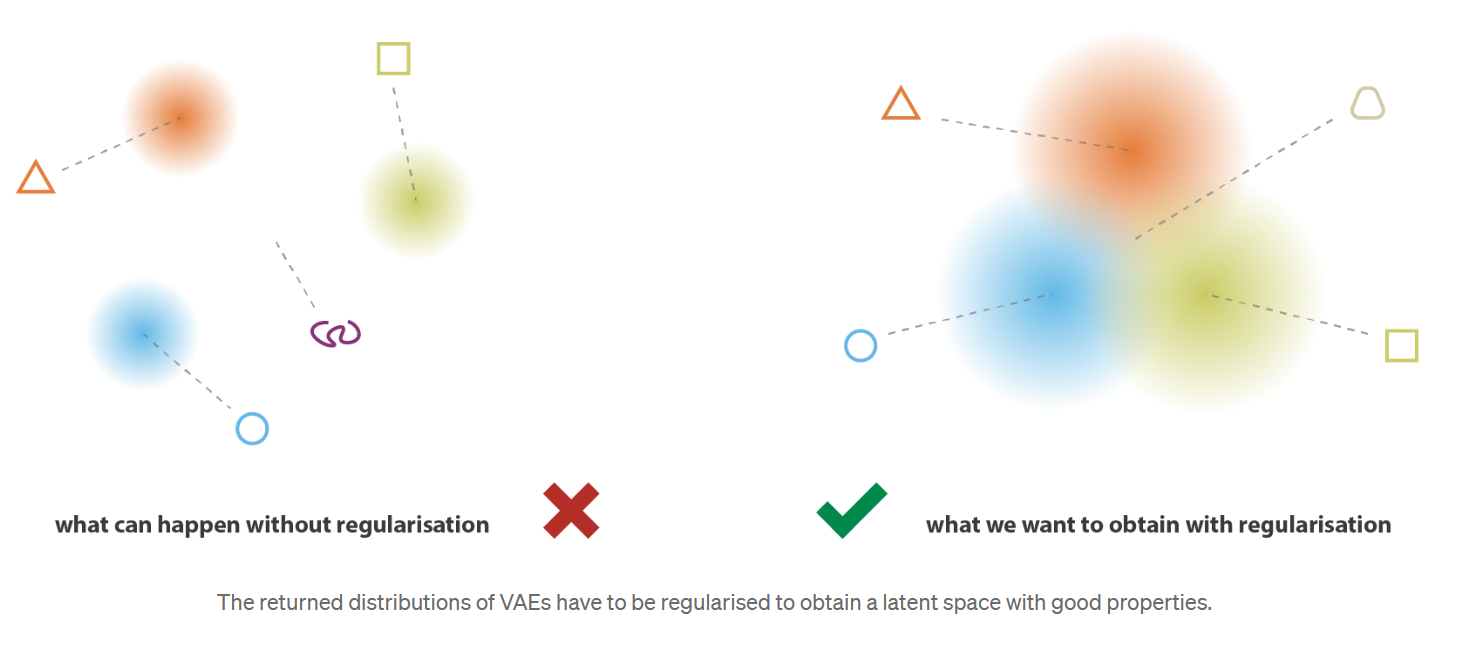 what can happen without regularisation
what we want to obtain with regularisation
The returned distributions of VAEs have to be regularised to obtain a latent space with good properties.